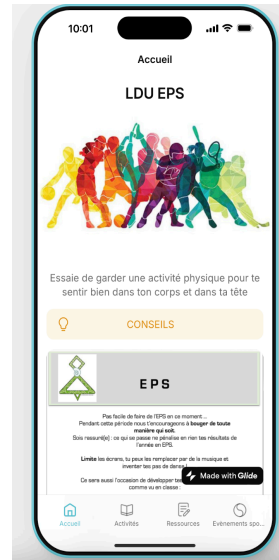 10:01
Accueil
LDU EPS
Essaie de garder une activité physique pour te
sentir bien dans ton corps et dans ta tête
CONSEILS
EPS
Pas facile de faire de l'EPS en ce moment ...
Pendant cette période nous t'encourageons à bouger de toute
manière qui soit.
Sois rassuré(e) : ce qui se passe ne pénalise en rien tes résultats de
l'année en EPS.
Limite les écrans, tu peux les remplacer par de la musique et
inventer tes pas de danse !
Ce sera aussi l'occasion de développer tes
comme vu en classe :
Made with Glide
Accueil
Activités
Ressources
Evènements spo...